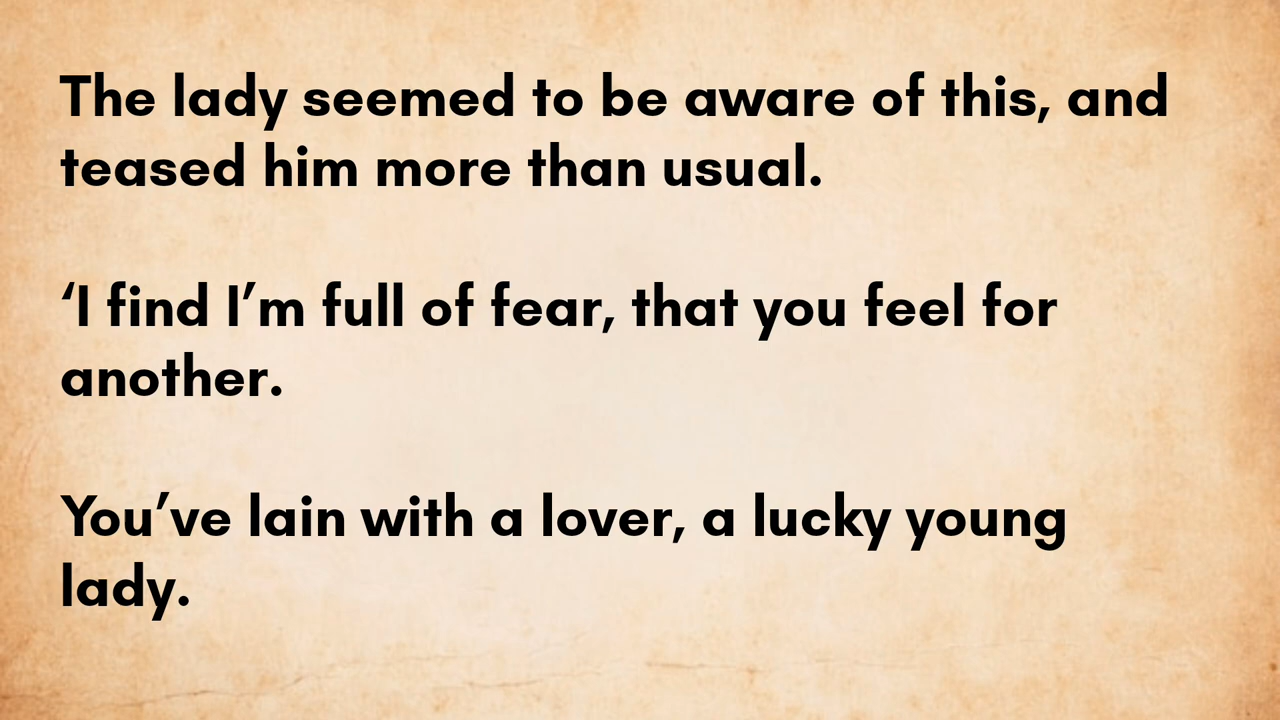 The lady seemed to be aware of this, and
teased him more than usual.
‘I find I’m full of fear, that you feel for
another.
You’ve lain with a lover, a lucky young
lady.